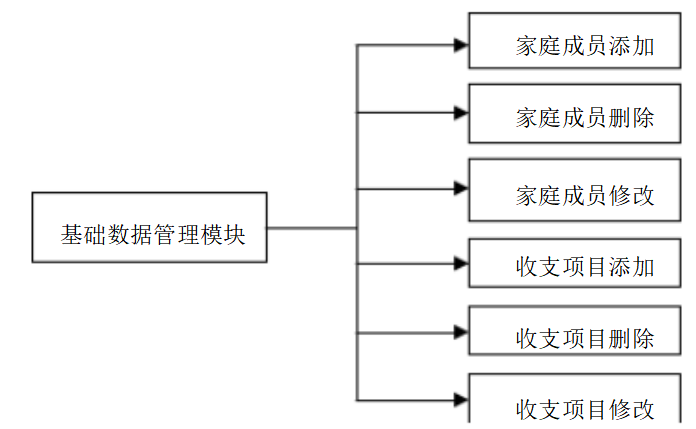 家庭成员添加
家庭成员删除
家庭成员修改
基础数据管理模块
收支项目添加
收支项目删除
收支项目修改